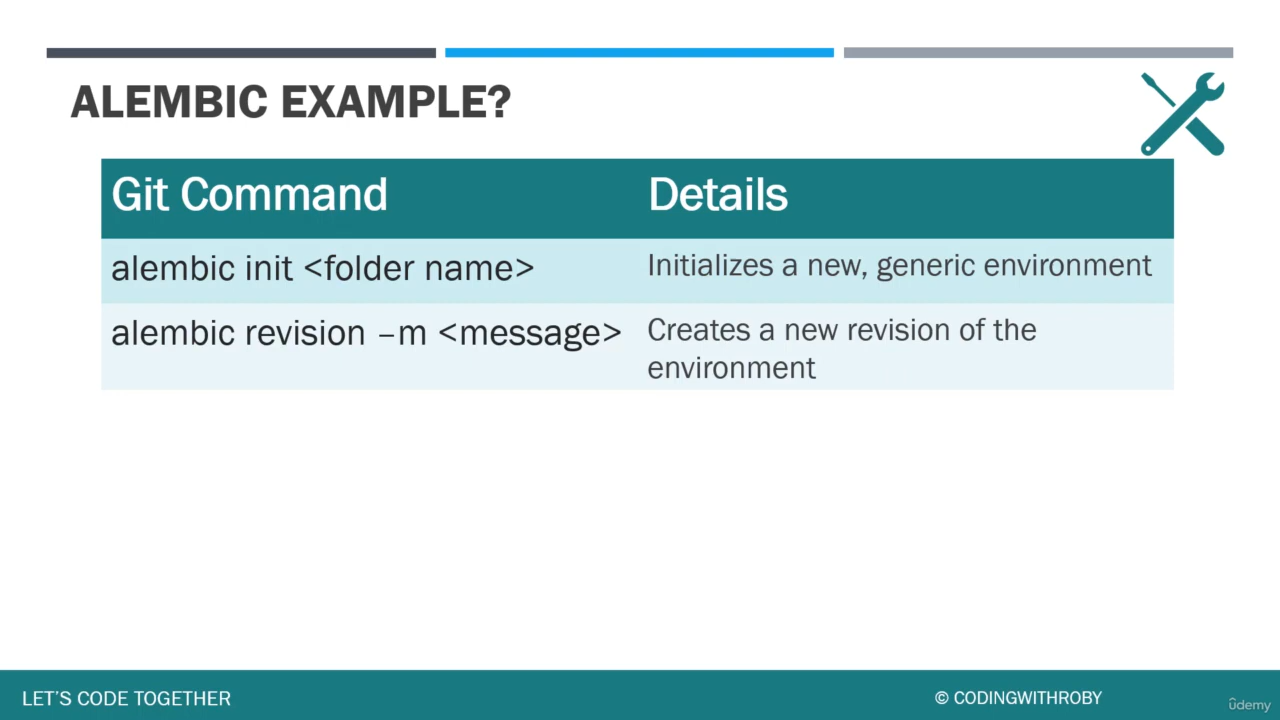 ALEMBIC EXAMPLE?
Git Command
Details
alembic init <folder name>
Initializes a new, generic environment
alembic revision –m <message>
Creates a new revision of the
environment
LET’S CODE TOGETHER
© CODINGWITHROBY
ûdemy